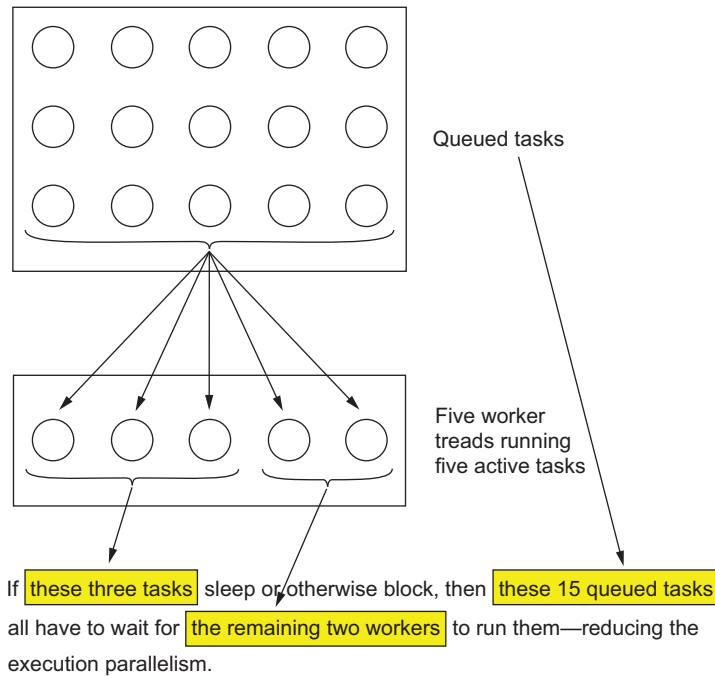 Queued tasks
Five worker
treads running
five active tasks
If these three tasks sleep or otherwise block, then these 15 queued tasks
all have to wait for the remaining two workers to run them—reducing the
execution parallelism.